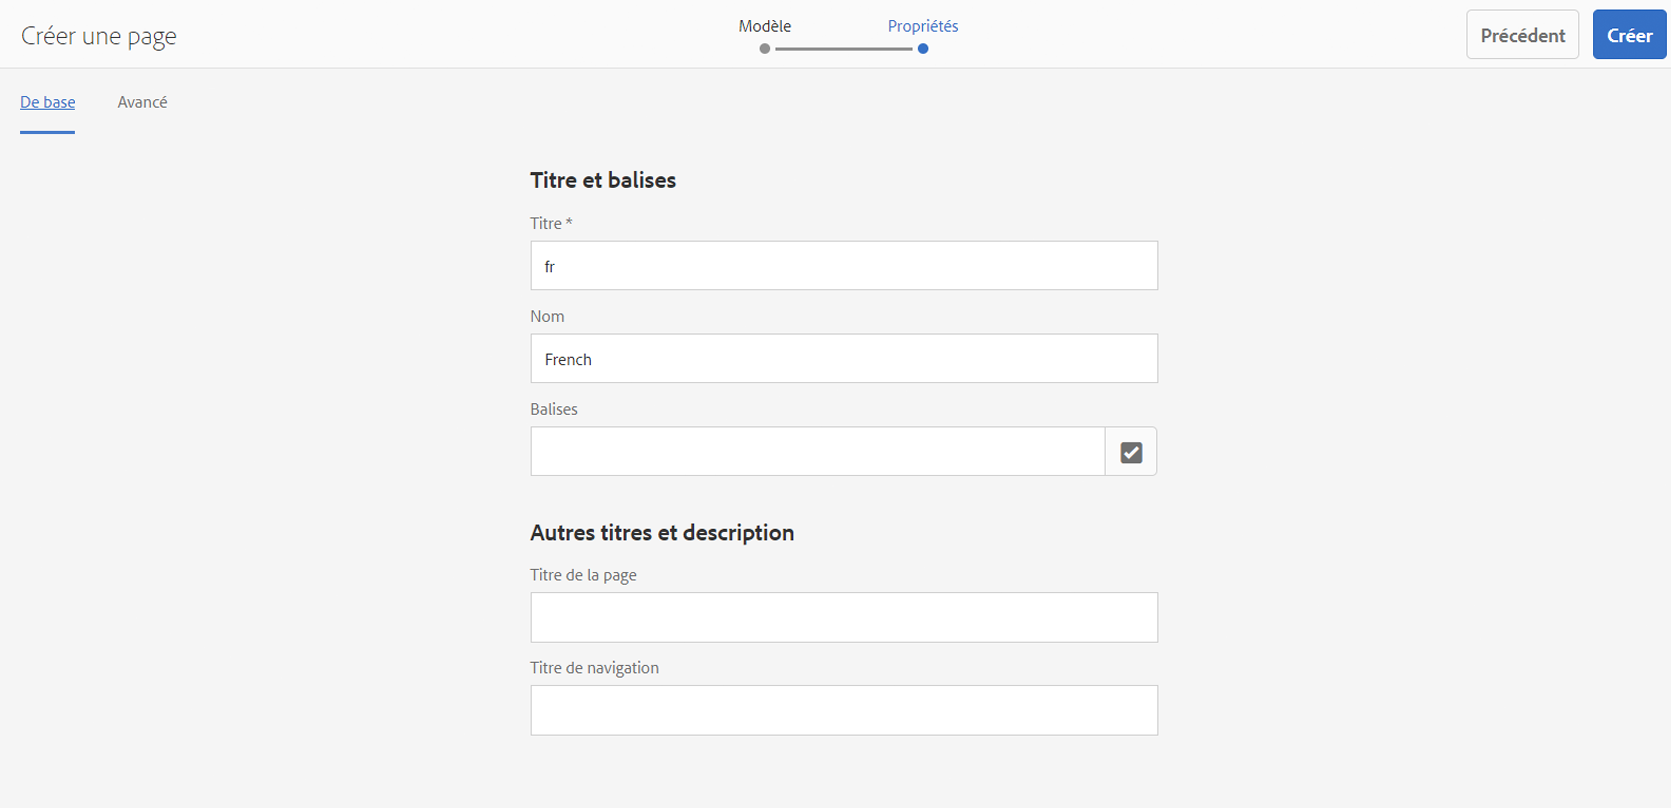 Créer une page
Modèle
Propriétés
Précédent
Créer
De base
Avancé
Titre et balises
Titre *
fr
Nom
French
Balises
Autres titres et description
Titre de la page
Titre de navigation